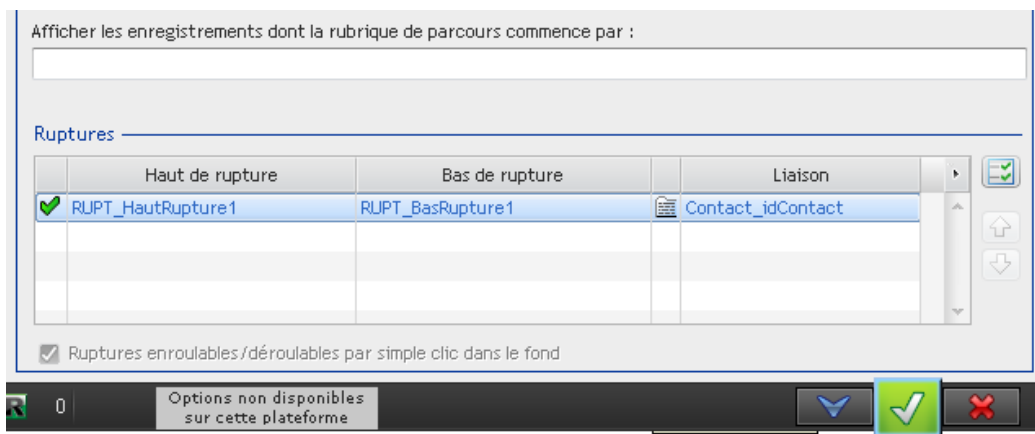 Afficher les enregistrements dont la rubrique de parcours commence par :
Ruptures
Haut de rupture Bas de rupture Liaison
RUPT_HautRupture1 RUPT_BasRupture1 Contact_idContact
Ruptures enroulables/déroulables par simple clic dans le fond
R 0 Options non disponibles
sur cette plateforme